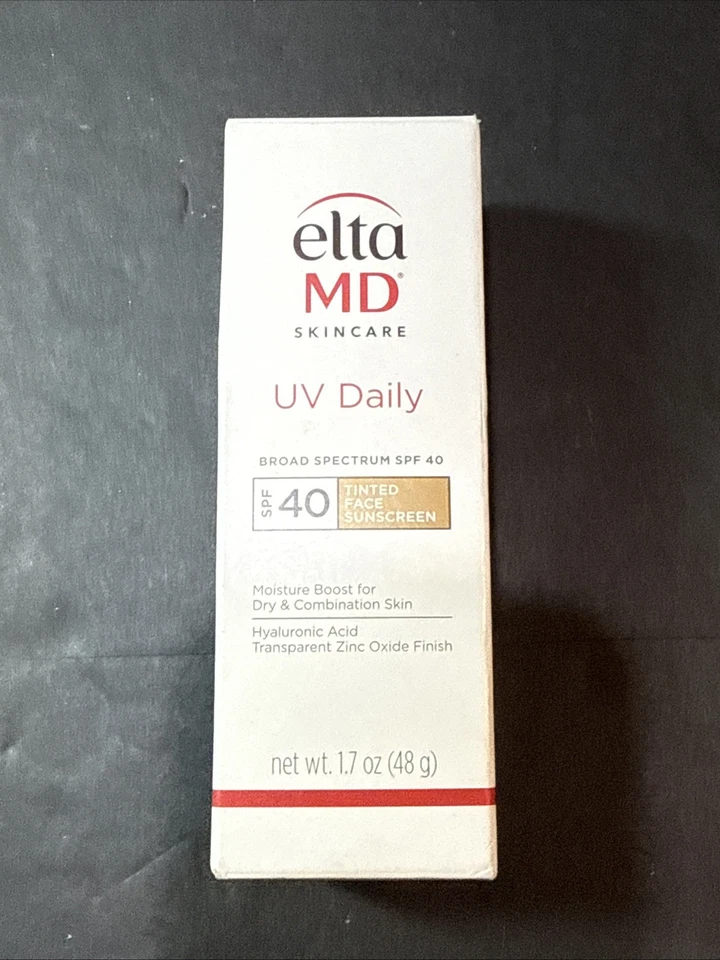 elta
MD®
SKINCARE
UV Daily
BROAD SPECTRUM SPF 40
SPF 40
TINTED
FACE
SUNSCREEN
Moisture Boost for
Dry & Combination Skin
Hyaluronic Acid
Transparent Zinc Oxide Finish
net wt. 1.7 oz (48 g)